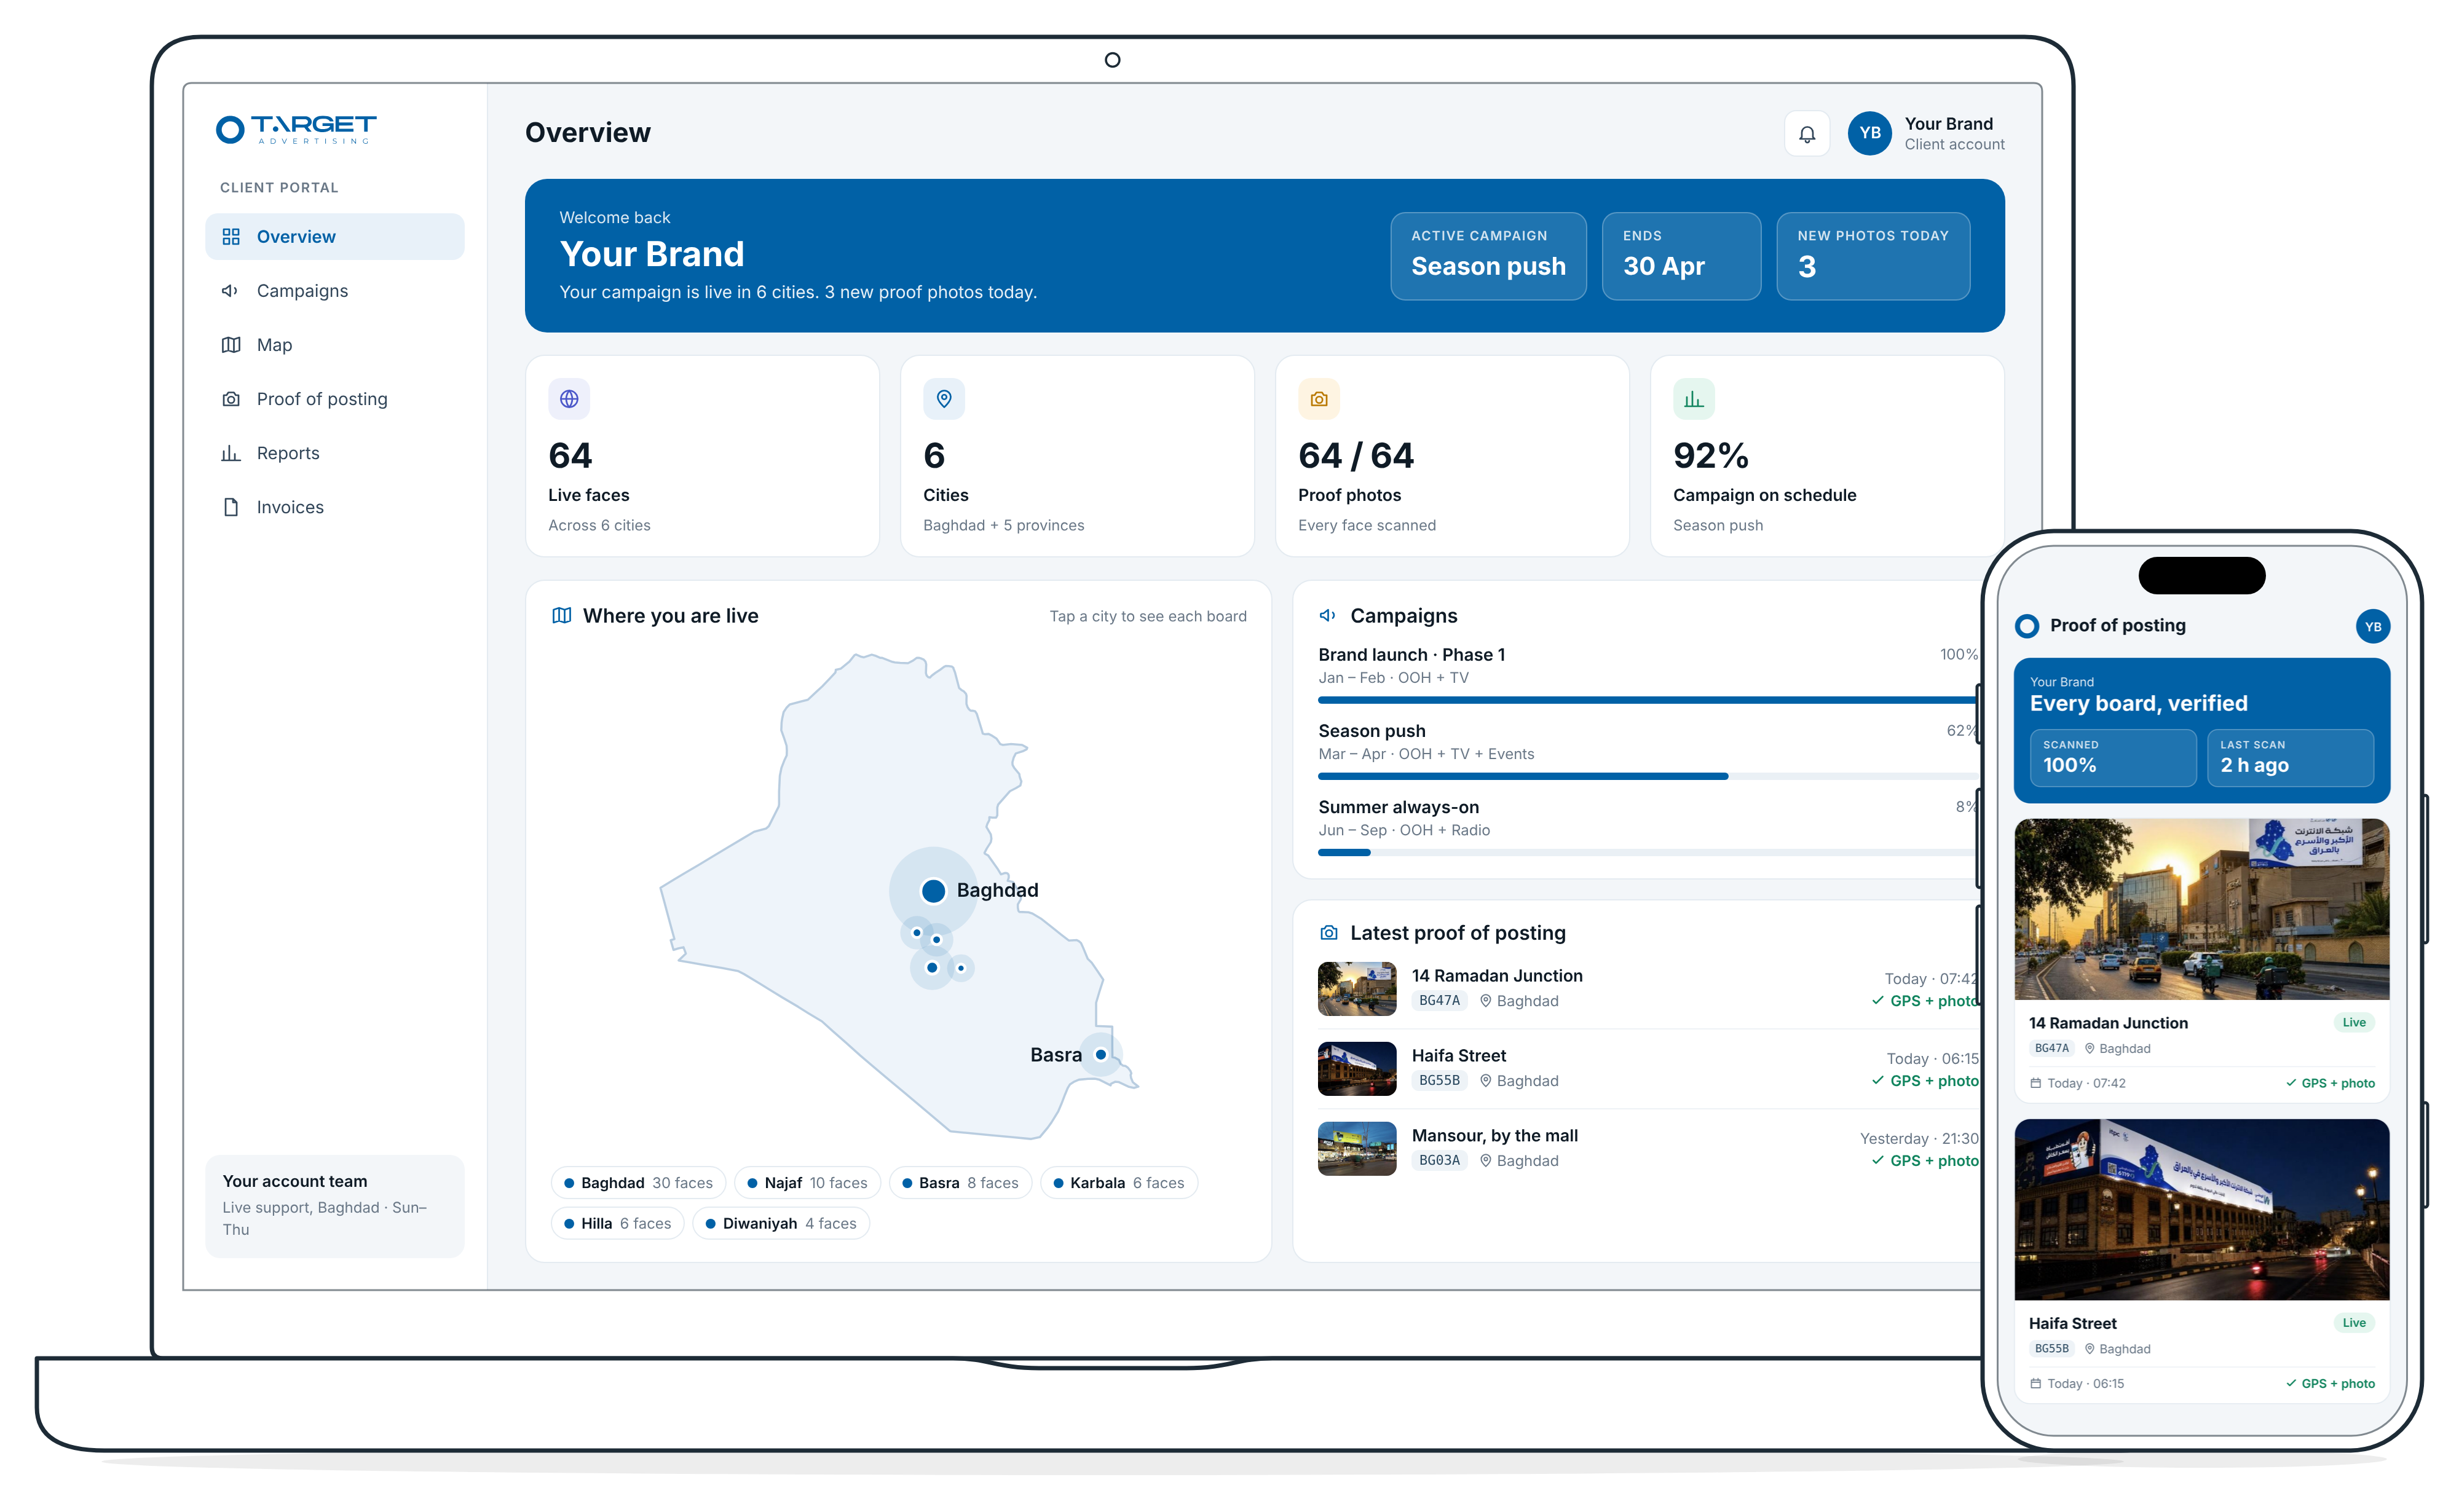 TARGET
ADVERTISING
CLIENT PORTAL
Overview
Campaigns
Map
Proof of posting
Reports
Invoices
Your account team
Live support, Baghdad · Sun–
Thu
Overview
YB
Your Brand
Client account
Welcome back
Your Brand
Your campaign is live in 6 cities. 3 new proof photos today.
ACTIVE CAMPAIGN
Season push
ENDS
30 Apr
NEW PHOTOS TODAY
3
64
Live faces
Across 6 cities
6
Cities
Baghdad + 5 provinces
64 / 64
Proof photos
Every face scanned
92%
Campaign on schedule
Season push
Where you are live
Tap a city to see each board
Baghdad
Basra
Baghdad 30 faces
Najaf 10 faces
Basra 8 faces
Karbala 6 faces
Hilla 6 faces
Diwaniyah 4 faces
Campaigns
Brand launch · Phase 1
100%
Jan – Feb · OOH + TV
Season push
62%
Mar – Apr · OOH + TV + Events
Summer always-on
8%
Jun – Sep · OOH + Radio
Latest proof of posting
14 Ramadan Junction
Today · 07:42
BG47A
Baghdad
GPS + photo
Haifa Street
Today · 06:15
BG55B
Baghdad
GPS + photo
Mansour, by the mall
Yesterday · 21:30
BG03A
Baghdad
GPS + photo
Proof of posting
YB
Your Brand
Every board, verified
SCANNED
100%
LAST SCAN
2 h ago
شبكة الانترنت
الأكبر والأسرع
بالعراق
14 Ramadan Junction
Live
BG47A
Baghdad
Today · 07:42
GPS + photo
Haifa Street
Live
BG55B
Baghdad
Today · 06:15
GPS + photo